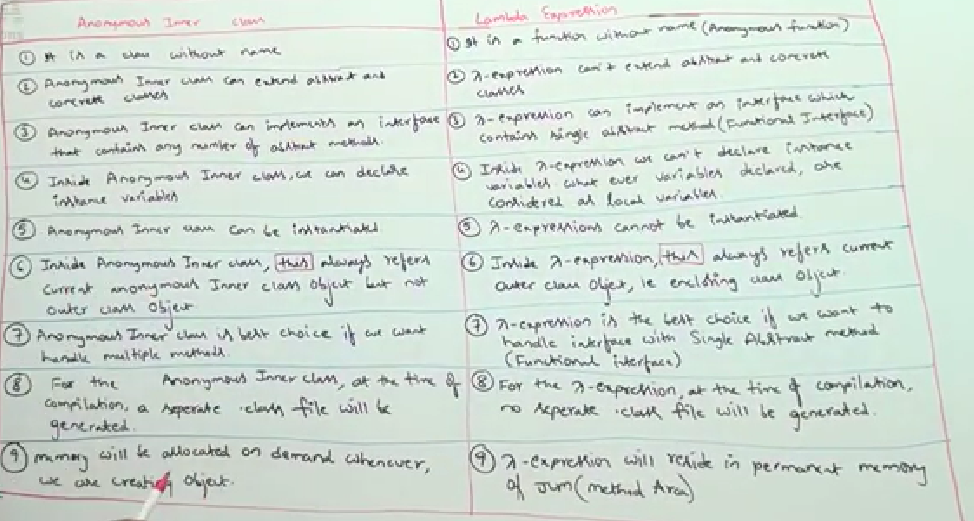 Anonymous Inner class
① It is a class without name
② Anonymous Inner class can extend abstract and
concrete classes
③ Anonymous Inner class can implements an interface
that contains any number of abstract methods.
④ Inside Anonymous Inner class, we can declare
instance variables
⑤ Anonymous Inner class can be instantiated
⑥ Inside Anonymous Inner class, this always refers
current anonymous Inner class Object but not
outer class Object
⑦ Anonymous Inner class is best choice if we want
handle multiple methods.
⑧ For the Anonymous Inner class, at the time of
compilation, a seperate .class file will be
generated.
⑨ memory will be allocated on demand whenever,
we are creating Object.
Lambda Expression
① It is a function without name (Anonymous function)
② λ-expression can't extend abstract and concrete
classes
③ λ-expression can implement an interface which
contains single abstract method (Functional Interface)
④ Inside λ-expression we can't declare instance
variables what ever variables declared, are
considered as local variables.
⑤ λ-expressions cannot be instantiated
⑥ Inside λ-expression, this always refers current
outer class Object, ie enclosing class Object.
⑦ λ-expression is the best choice if we want to
handle interface with Single Abstract method
(Functional interface)
⑧ For the λ-expression, at the time of compilation,
no seperate .class file will be generated.
⑨ λ-expression will reside in permanent memory
of JVM (method Area)